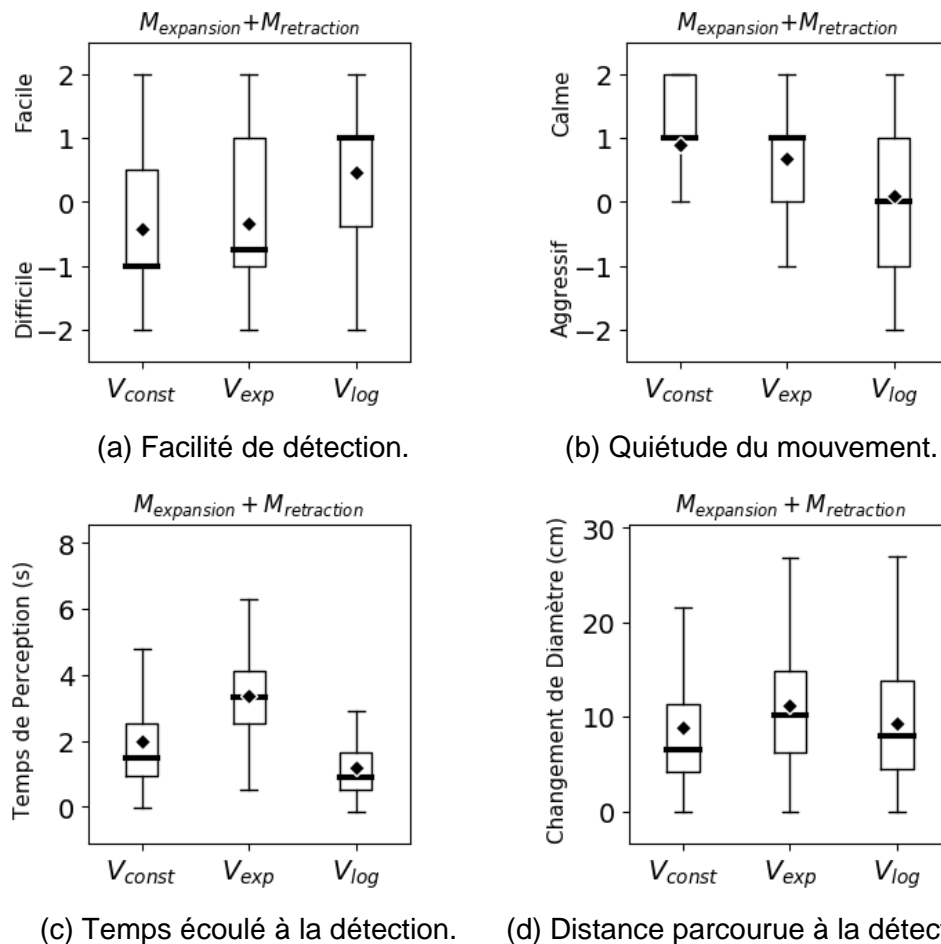 M_expansion+M_retraction
Facile
Difficile
2
1
0
−1
−2
V_const V_exp V_log
(a) Facilité de détection.
M_expansion+M_retraction
Calme
Aggressif
2
1
0
−1
−2
V_const V_exp V_log
(b) Quiétude du mouvement.
M_expansion + M_retraction
Temps de Perception (s)
8
6
4
2
0
V_const V_exp V_log
(c) Temps écoulé à la détection.
M_expansion + M_retraction
Changement de Diamètre (cm)
30
20
10
0
V_const V_exp V_log
(d) Distance parcourue à la détec